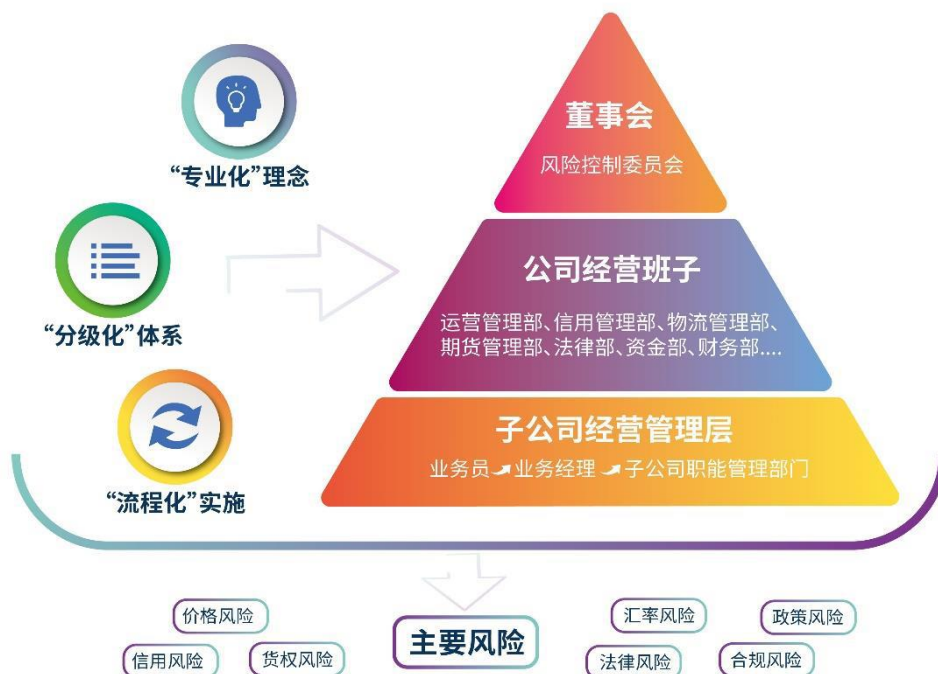 “专业化”理念
“分级化”体系
“流程化”实施
董事会
风险控制委员会
公司经营班子
运营管理部、信用管理部、物流管理部、
期货管理部、法律部、资金部、财务部....
子公司经营管理层
业务员 业务经理 子公司职能管理部门
主要风险
价格风险
信用风险
货权风险
汇率风险
政策风险
法律风险
合规风险